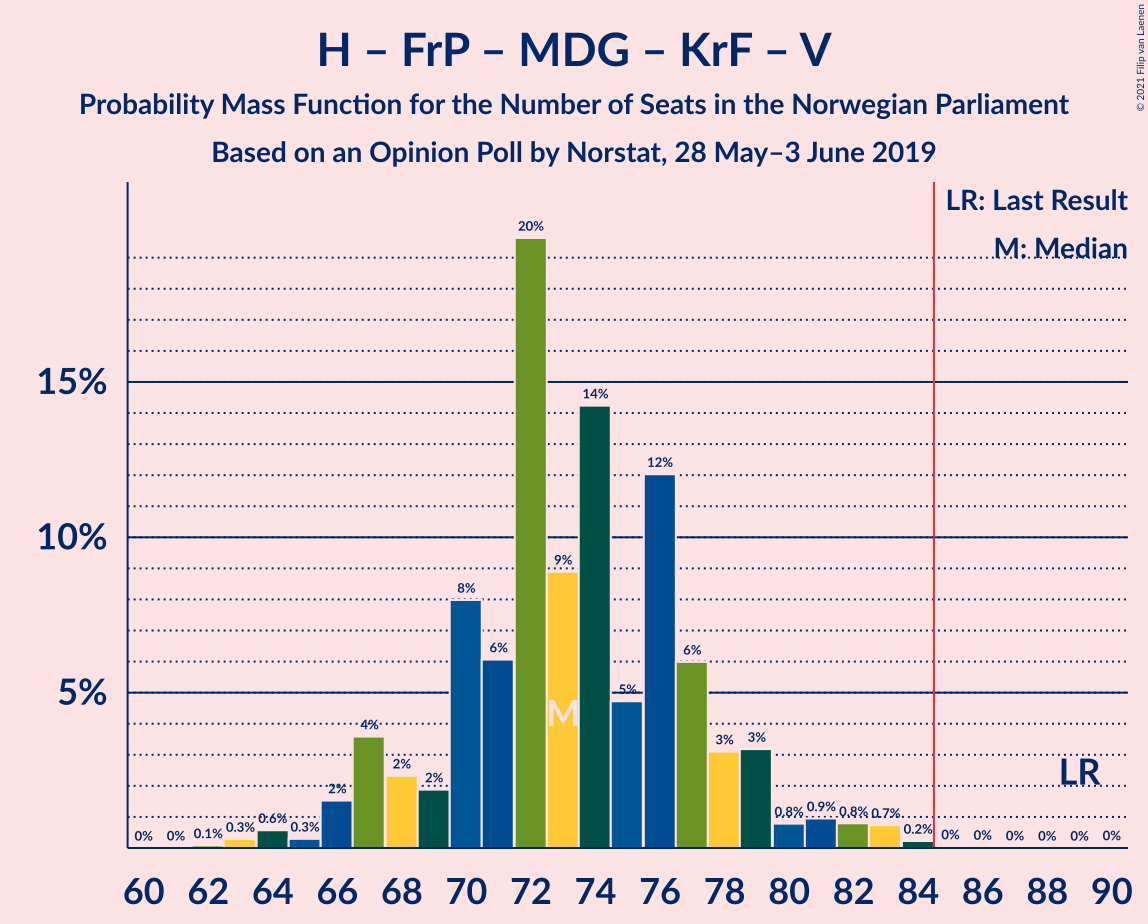 H – FrP – MDG – KrF – V
Probability Mass Function for the Number of Seats in the Norwegian Parliament
Based on an Opinion Poll by Norstat, 28 May–3 June 2019
© 2021 Filip van Laenen
LR: Last Result
M: Median
15%
10%
5%
0% 0% 0.1% 0.3% 0.6% 0.3% 2% 4% 2% 2% 8% 6% 20% 9% 14% 5% 12% 6% 3% 3% 0.8% 0.9% 0.8% 0.7% 0.2% 0% 0% 0% 0% 0% 0%
M
LR
60 62 64 66 68 70 72 74 76 78 80 82 84 86 88 90